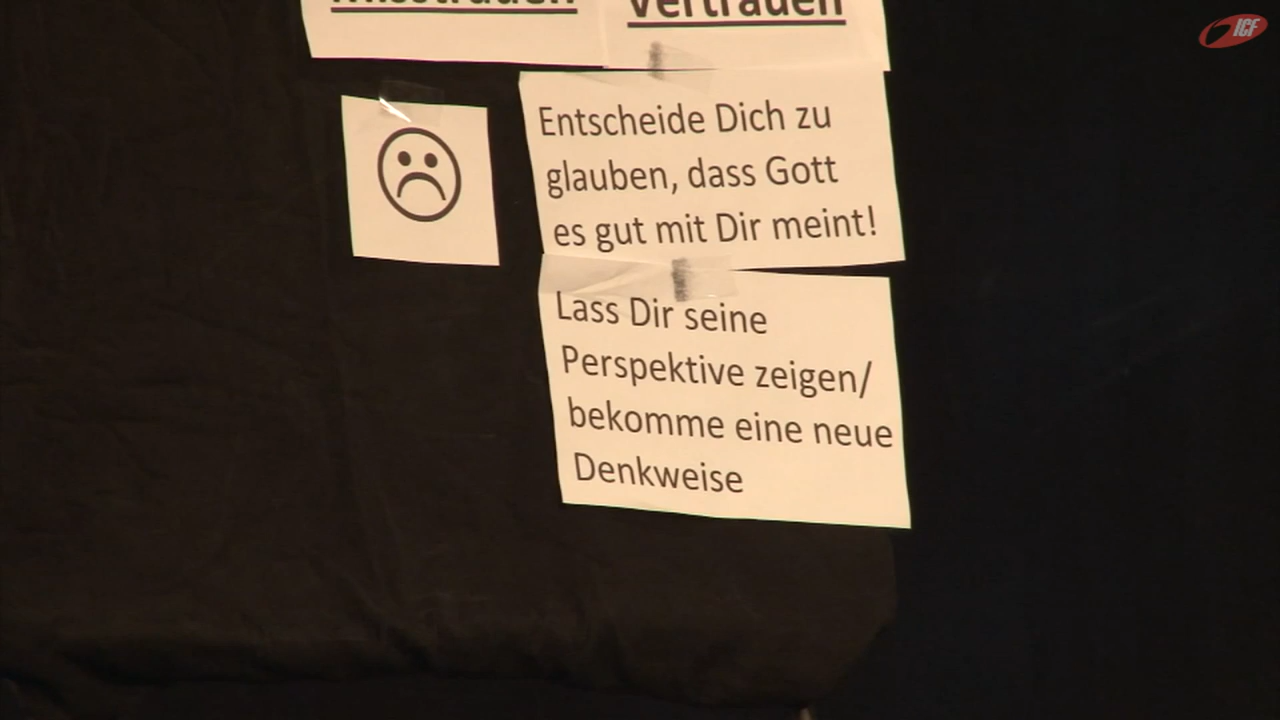 Misstrauen Vertrauen
Entscheide Dich zu
glauben, dass Gott
es gut mit Dir meint!
Lass Dir seine
Perspektive zeigen/
bekomme eine neue
Denkweise
ICF